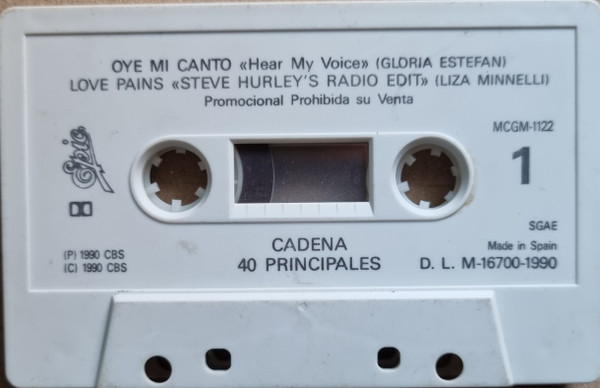 OYE MI CANTO «Hear My Voice» (GLORIA ESTEFAN)
LOVE PAINS «STEVE HURLEY'S RADIO EDIT» (LIZA MINNELLI)
Promocional Prohibida su Venta
MCGM-1122
Epic
1
SGAE
(P) 1990 CBS
(C) 1990 CBS
CADENA
40 PRINCIPALES
Made in Spain
D. L. M-16700-1990